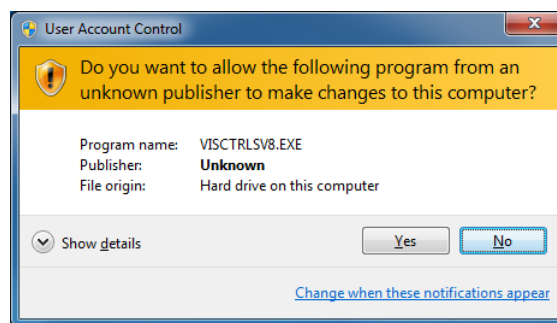 User Account Control
Do you want to allow the following program from an
unknown publisher to make changes to this computer?
Program name: VISCTRLSV8.EXE
Publisher: Unknown
File origin: Hard drive on this computer
Show details
Yes No
Change when these notifications appear